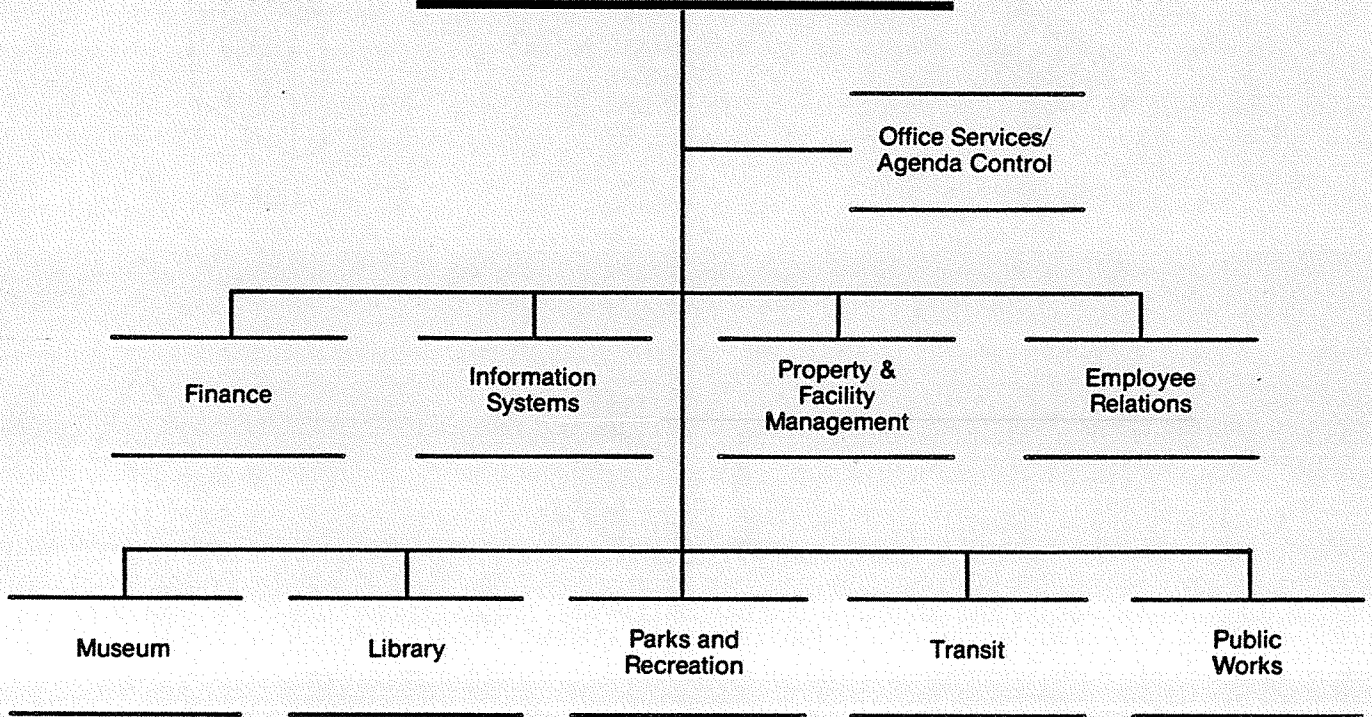 Office Services/
Agenda Control
Finance
Information
Systems
Property &
Facility
Management
Employee
Relations
Museum
Library
Parks and
Recreation
Transit
Public
Works